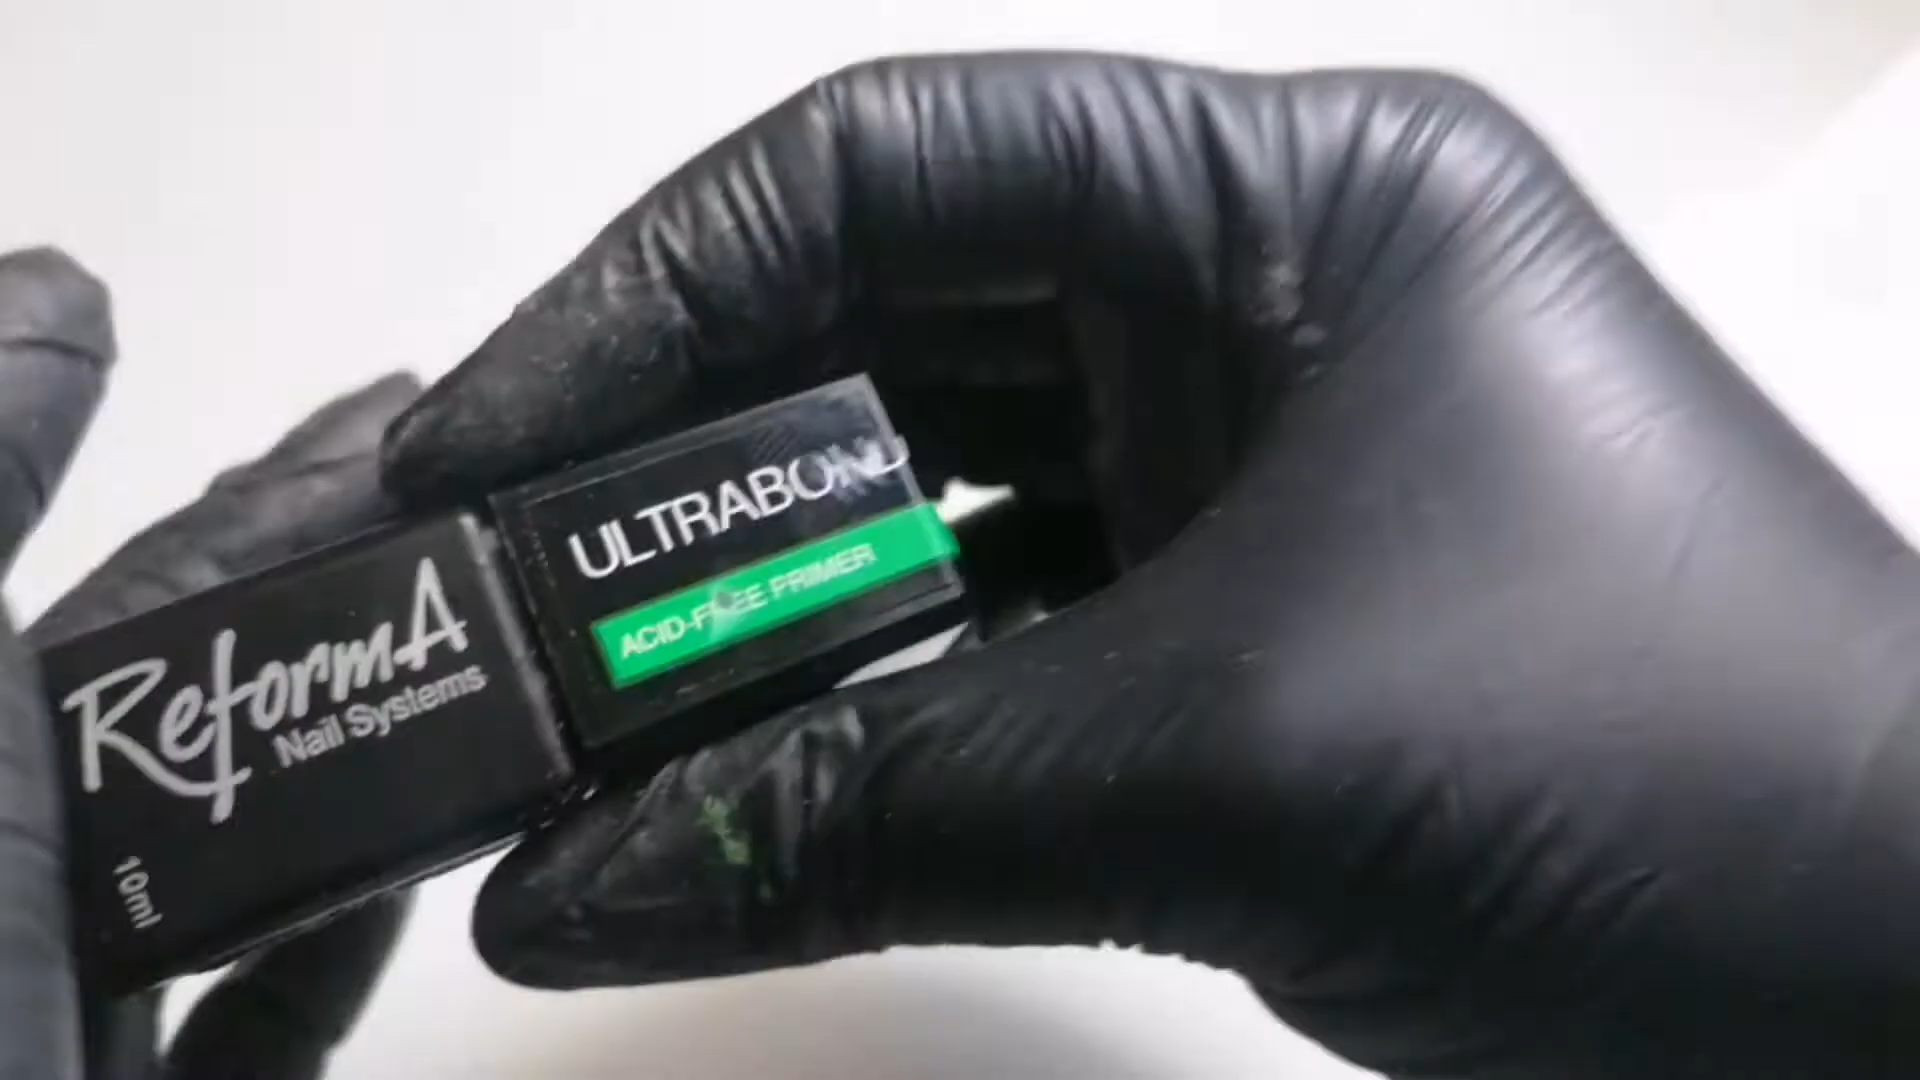 ULTRABOND
ACID-FREE PRIMER
ReformA
Nail Systems
10ml